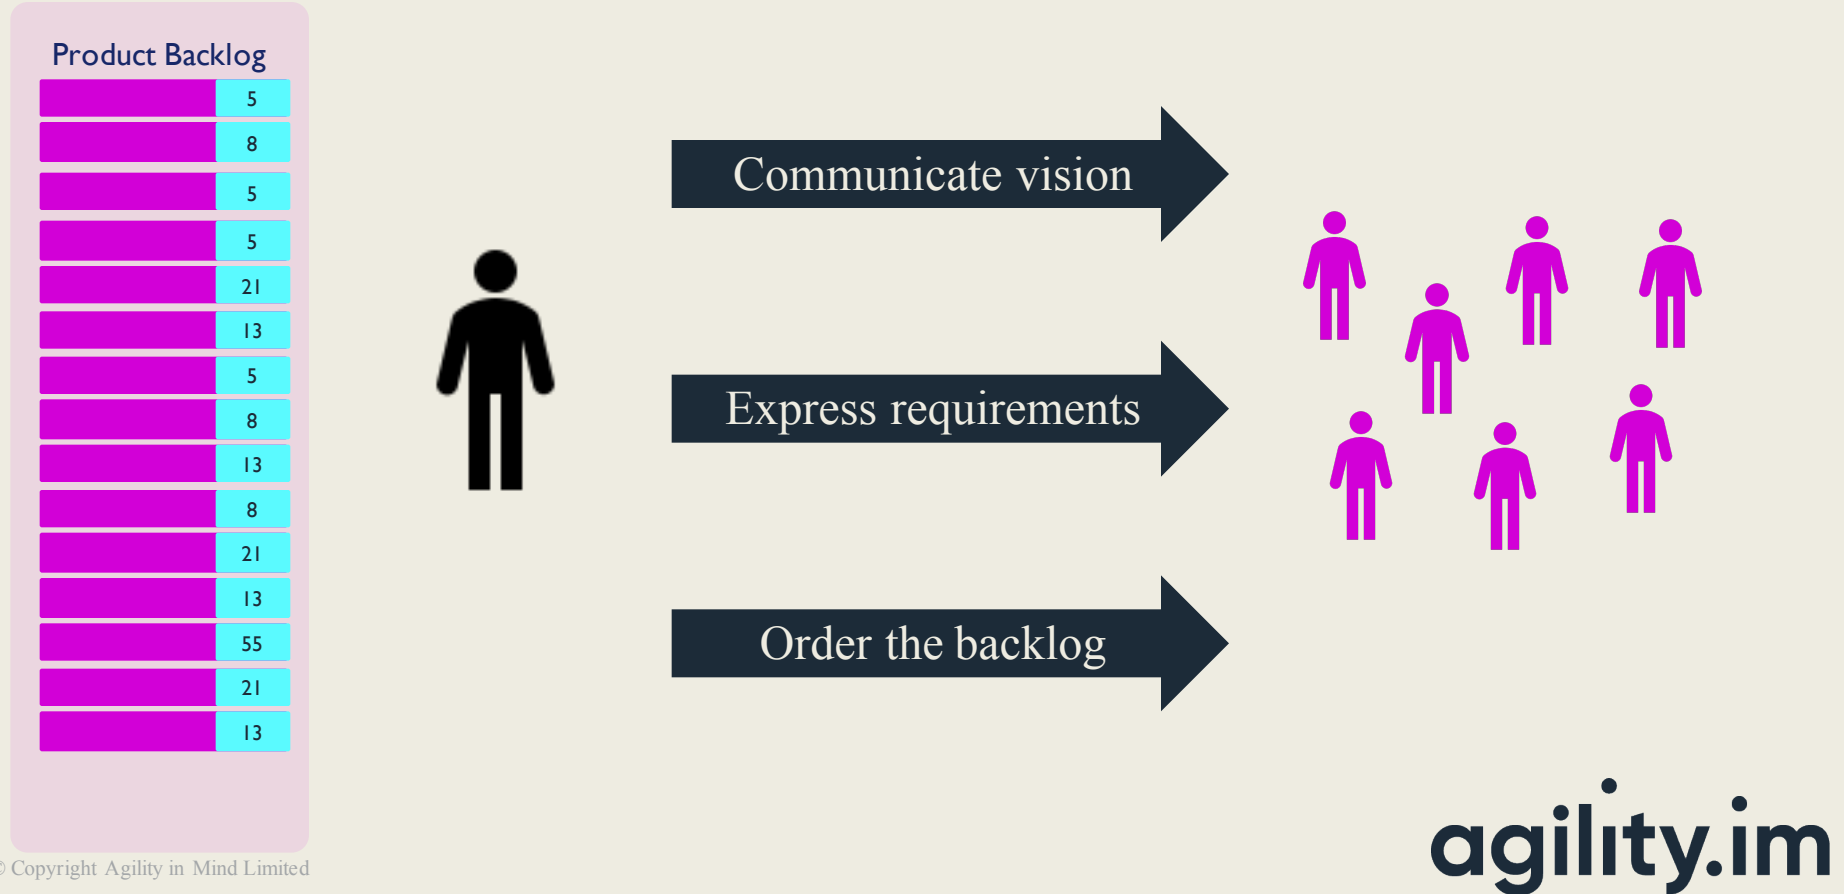 Product Backlog
5
8
5
5
21
13
5
8
13
8
21
13
55
21
13
Communicate vision
Express requirements
Order the backlog
© Copyright Agility in Mind Limited
agility.im